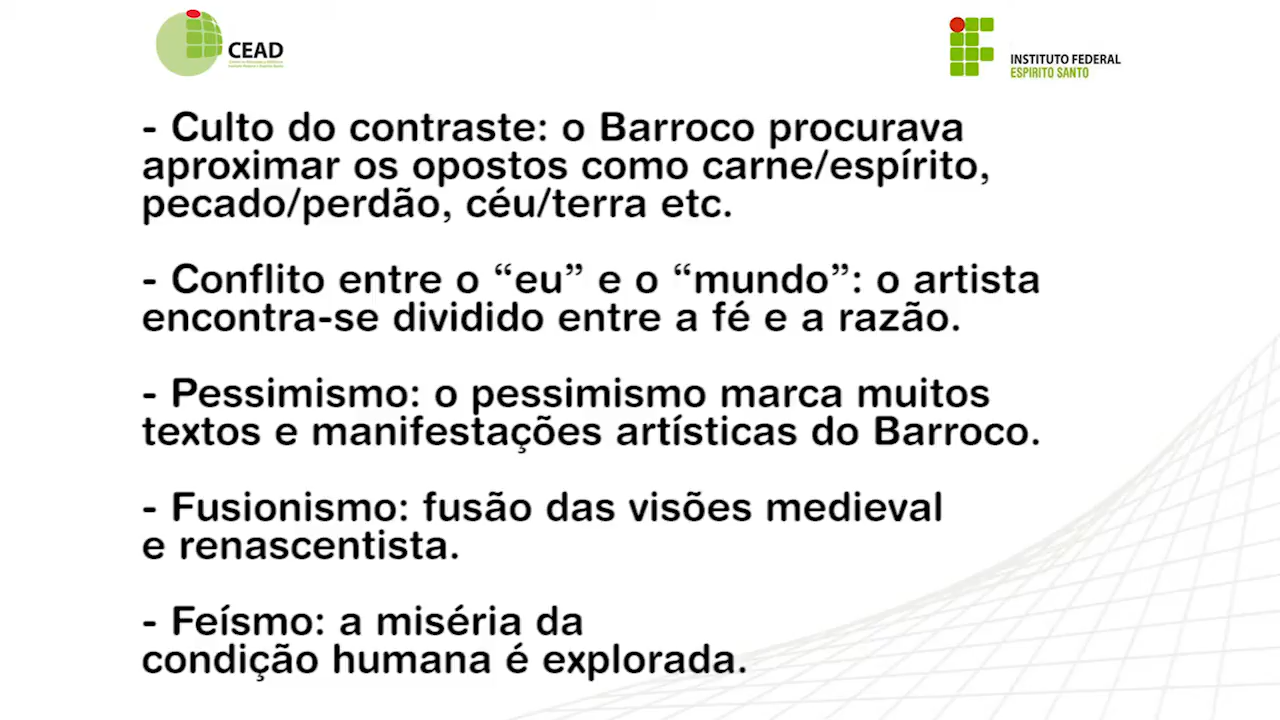 CEAD
INSTITUTO FEDERAL
ESPIRITO SANTO
- Culto do contraste: o Barroco procurava
aproximar os opostos como carne/espírito,
pecado/perdão, céu/terra etc.
- Conflito entre o “eu” e o “mundo”: o artista
encontra-se dividido entre a fé e a razão.
- Pessimismo: o pessimismo marca muitos
textos e manifestações artísticas do Barroco.
- Fusionismo: fusão das visões medieval
e renascentista.
- Feísmo: a miséria da
condição humana é explorada.